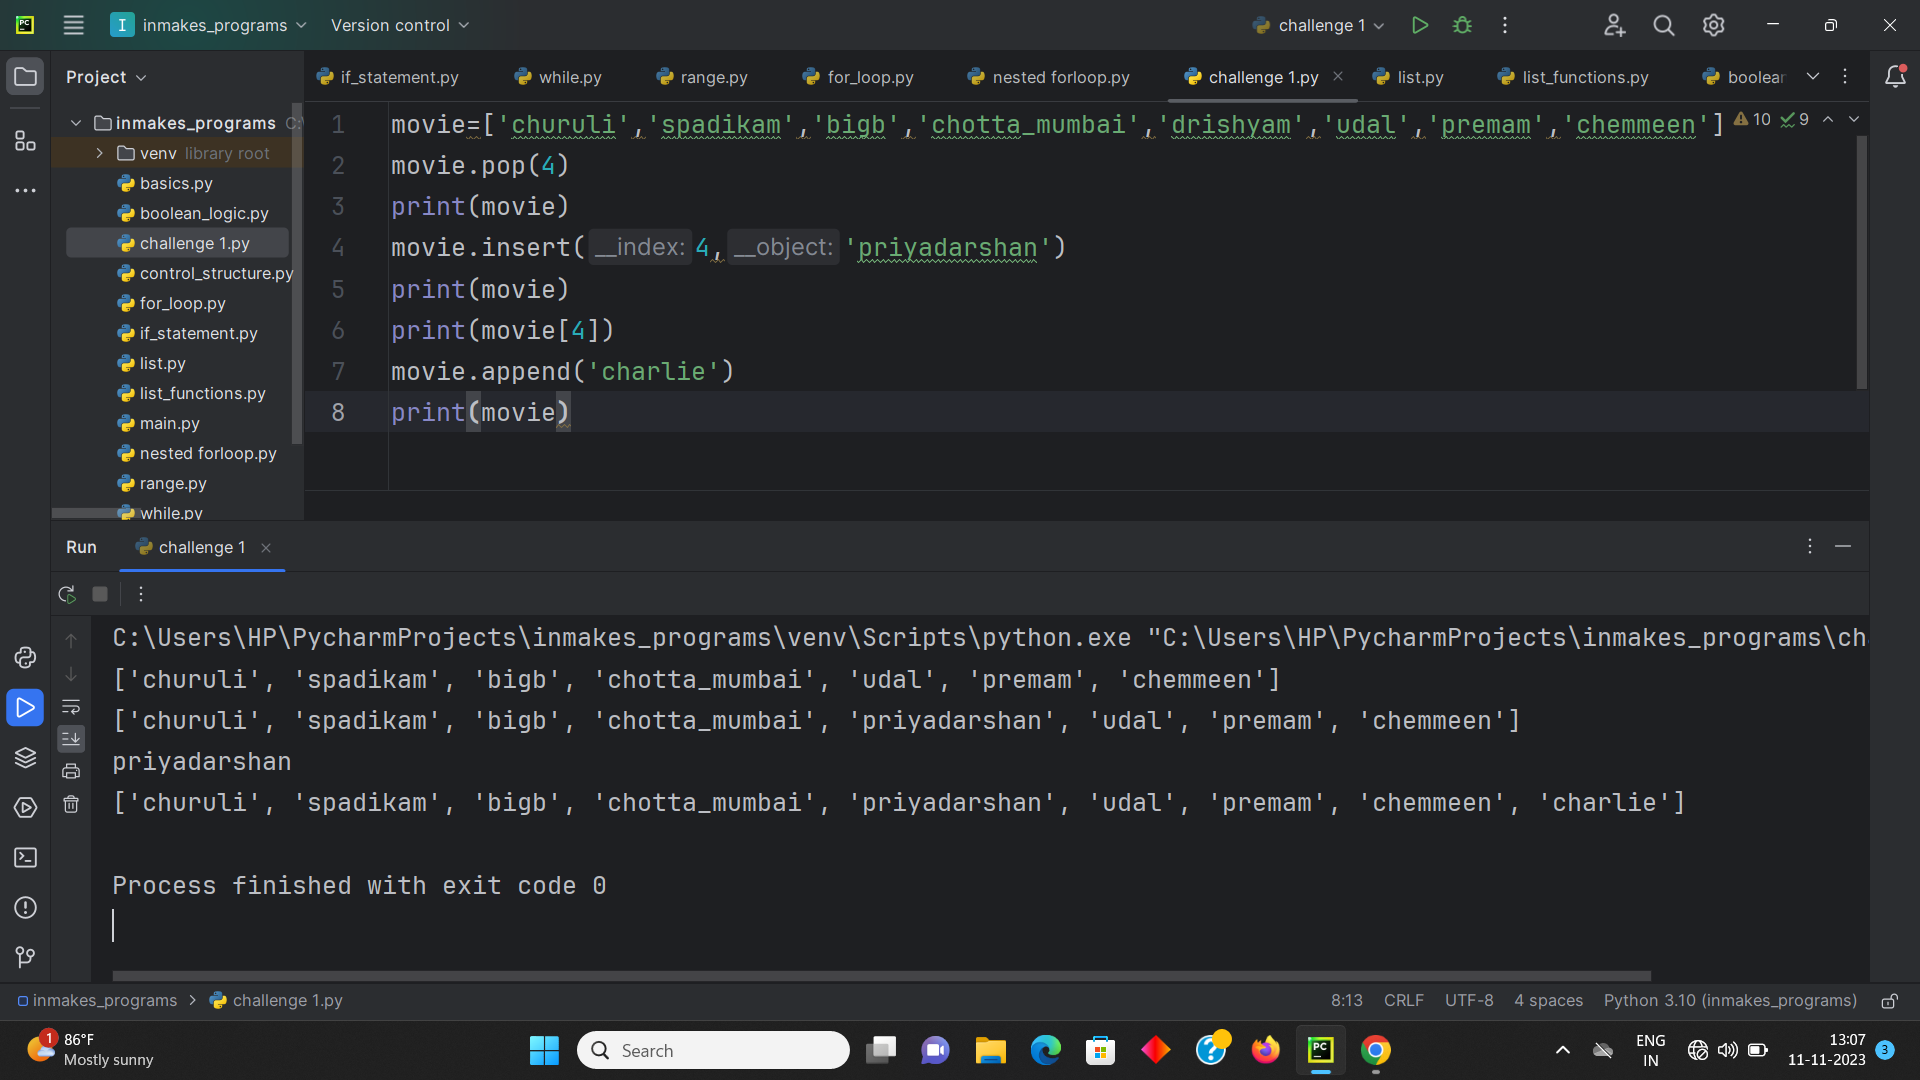 PC
I inmakes_programs Version control challenge 1
Project
if_statement.py while.py range.py for_loop.py nested forloop.py challenge 1.py list.py list_functions.py boolear
inmakes_programs C:\
venv library root
basics.py
boolean_logic.py
challenge 1.py
control_structure.py
for_loop.py
if_statement.py
list.py
list_functions.py
main.py
nested forloop.py
range.py
while.py
1 movie=['churuli','spadikam','bigb','chotta_mumbai','drishyam','udal','premam','chemmeen'] 10 9
2 movie.pop(4)
3 print(movie)
4 movie.insert( __index: 4, __object: 'priyadarshan')
5 print(movie)
6 print(movie[4])
7 movie.append('charlie')
8 print(movie)
Run challenge 1
C:\Users\HP\PycharmProjects\inmakes_programs\venv\Scripts\python.exe "C:\Users\HP\PycharmProjects\inmakes_programs\ch
['churuli', 'spadikam', 'bigb', 'chotta_mumbai', 'udal', 'premam', 'chemmeen']
['churuli', 'spadikam', 'bigb', 'chotta_mumbai', 'priyadarshan', 'udal', 'premam', 'chemmeen']
priyadarshan
['churuli', 'spadikam', 'bigb', 'chotta_mumbai', 'priyadarshan', 'udal', 'premam', 'chemmeen', 'charlie']
Process finished with exit code 0
inmakes_programs > challenge 1.py 8:13 CRLF UTF-8 4 spaces Python 3.10 (inmakes_programs)
1 86°F
Mostly sunny
Search
PC
ENG
IN
13:07
11-11-2023
3